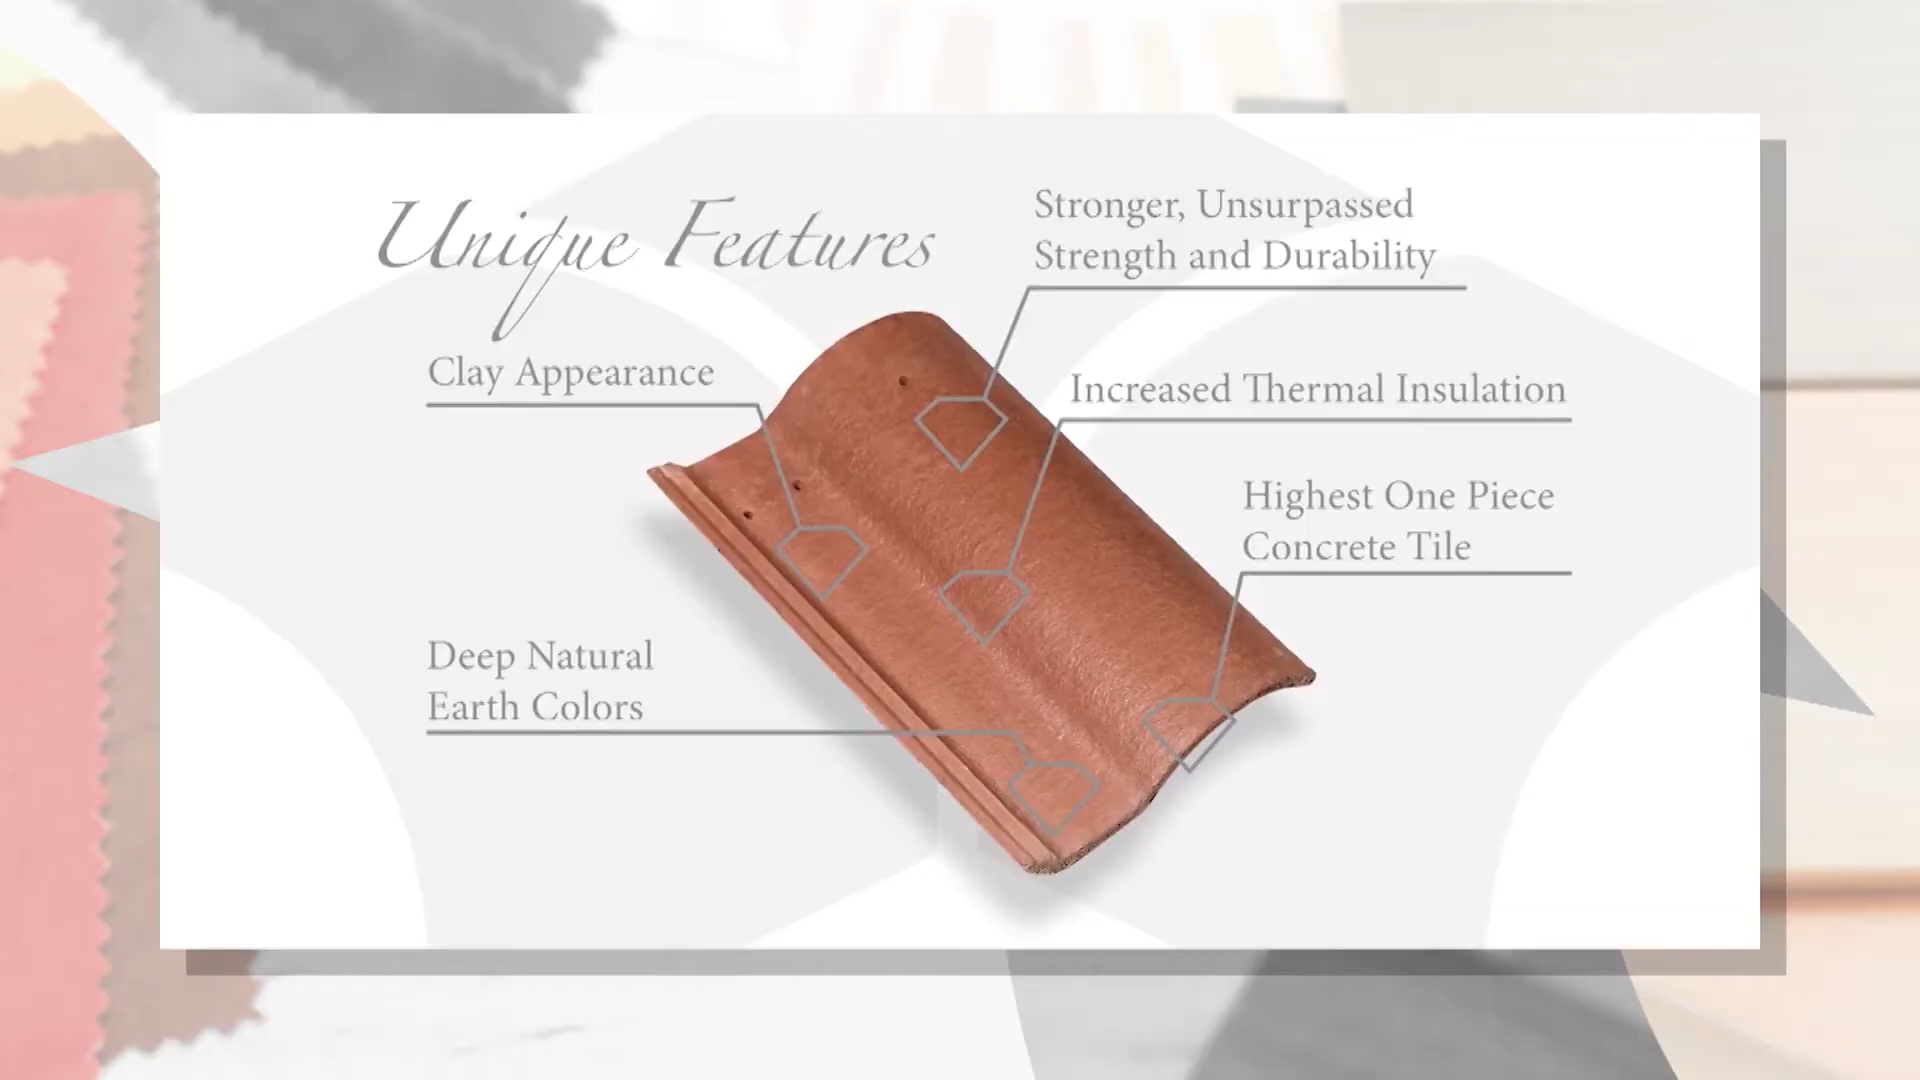 Unique Features
Stronger, Unsurpassed
Strength and Durability
Clay Appearance
Increased Thermal Insulation
Highest One Piece
Concrete Tile
Deep Natural
Earth Colors